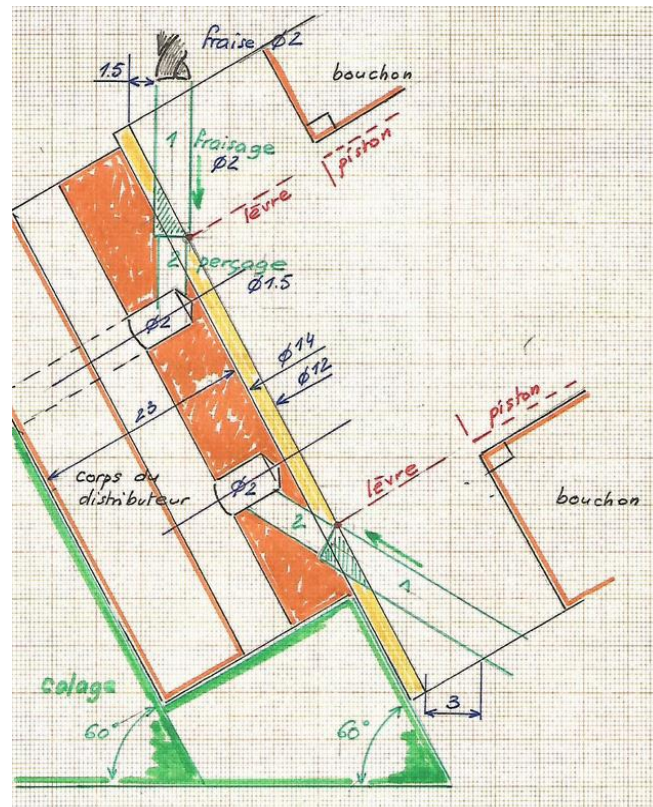 fraise Ø2
1.5
bouchon
1 fraisage
Ø2
piston
lèvre
2 perçage
Ø1.5
Ø2
Ø14
Ø12
23
piston
lèvre
corps du
distributeur
Ø2
bouchon
2
1
calage
3
60°
60°